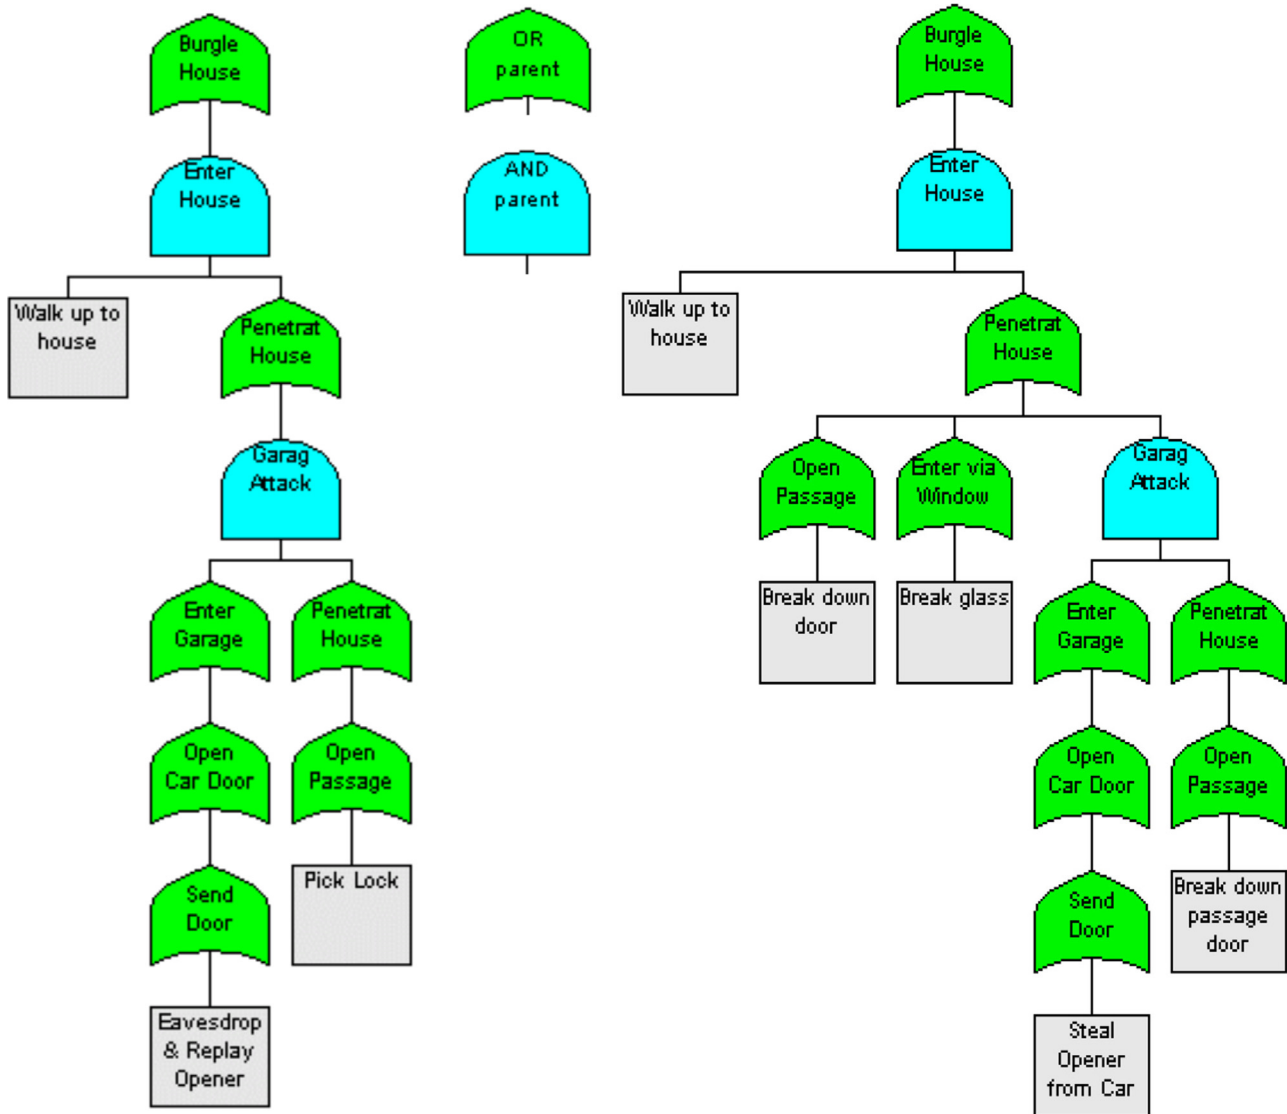 Burgle
House
Enter
House
Walk up to
house
Penetrat
House
Garag
Attack
Enter
Garage
Penetrat
House
Open
Car Door
Open
Passage
Send
Door
Pick Lock
Eavesdrop
& Replay
Opener
OR
parent
AND
parent
Burgle
House
Enter
House
Walk up to
house
Penetrat
House
Open
Passage
Enter via
Window
Garag
Attack
Break down
door
Break glass
Enter
Garage
Penetrat
House
Open
Car Door
Open
Passage
Send
Door
Break down
passage
door
Steal
Opener
from Car